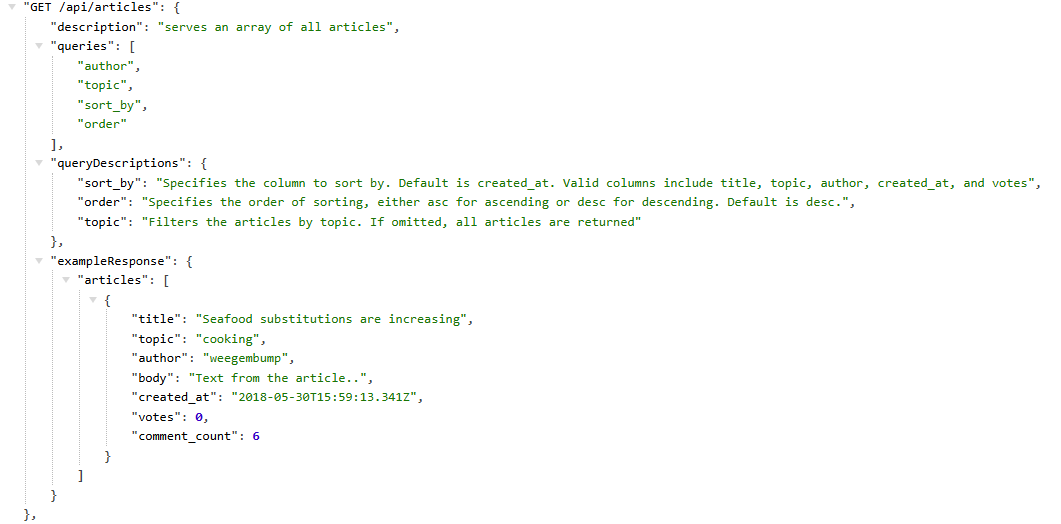 "GET /api/articles": {
"description": "serves an array of all articles",
"queries": [
"author",
"topic",
"sort_by",
"order"
],
"queryDescriptions": {
"sort_by": "Specifies the column to sort by. Default is created_at. Valid columns include title, topic, author, created_at, and votes",
"order": "Specifies the order of sorting, either asc for ascending or desc for descending. Default is desc.",
"topic": "Filters the articles by topic. If omitted, all articles are returned"
},
"exampleResponse": {
"articles": [
{
"title": "Seafood substitutions are increasing",
"topic": "cooking",
"author": "weegembump",
"body": "Text from the article..",
"created_at": "2018-05-30T15:59:13.341Z",
"votes": 0,
"comment_count": 6
}
]
}
},